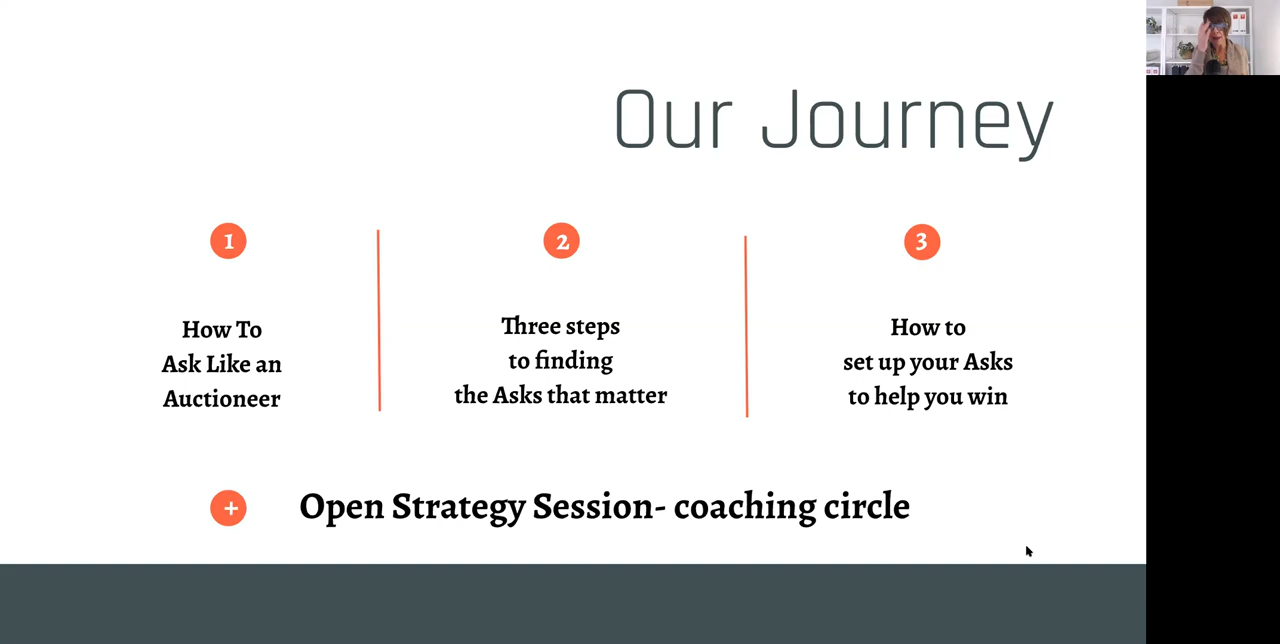 Our Journey
1
How To
Ask Like an
Auctioneer
2
Three steps
to finding
the Asks that matter
3
How to
set up your Asks
to help you win
+
Open Strategy Session- coaching circle